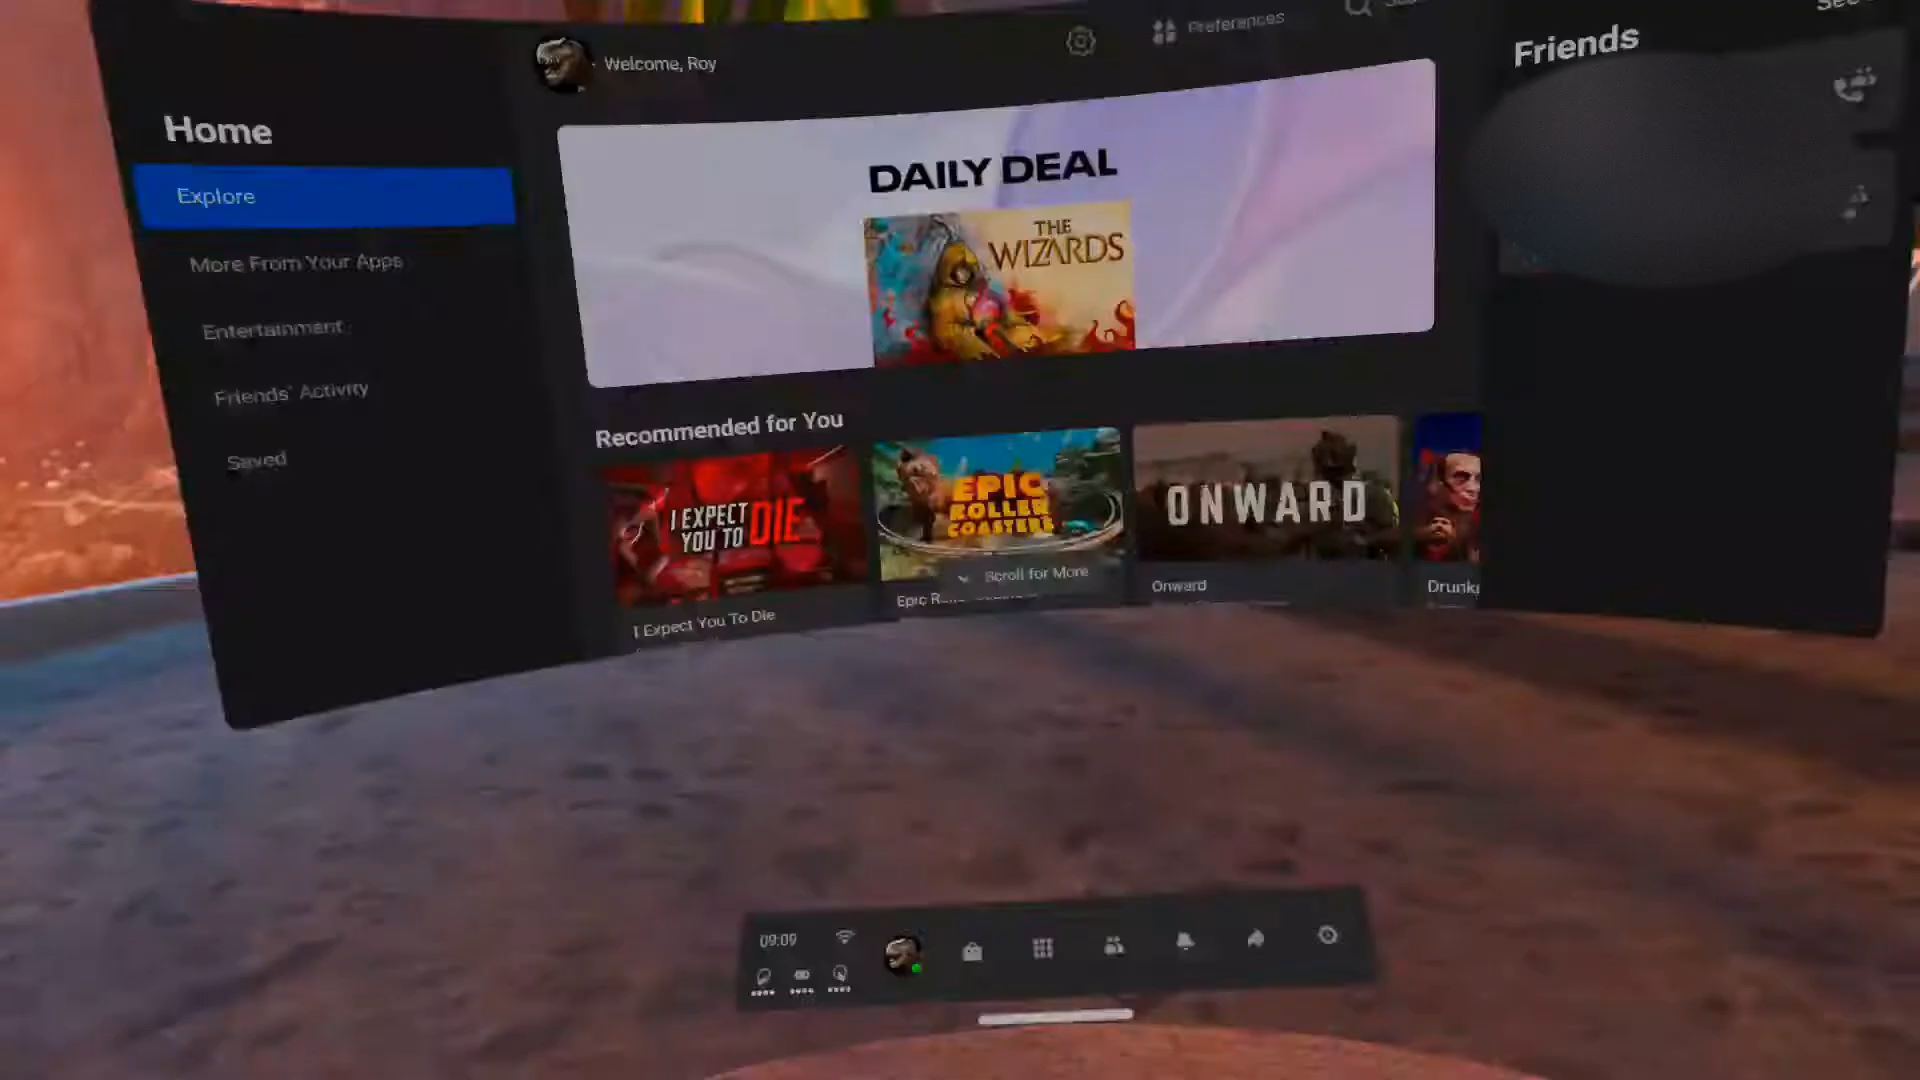 Welcome, Roy
Preferences
Friends
Home
Explore
More From Your Apps
Entertainment
Friends' Activity
Saved
DAILY DEAL
THE
WIZARDS
Recommended for You
I EXPECT
YOU TO DIE
EPIC
ROLLER
COASTERS
ONWARD
Scroll for More
I Expect You To Die
Epic
Onward
09:09